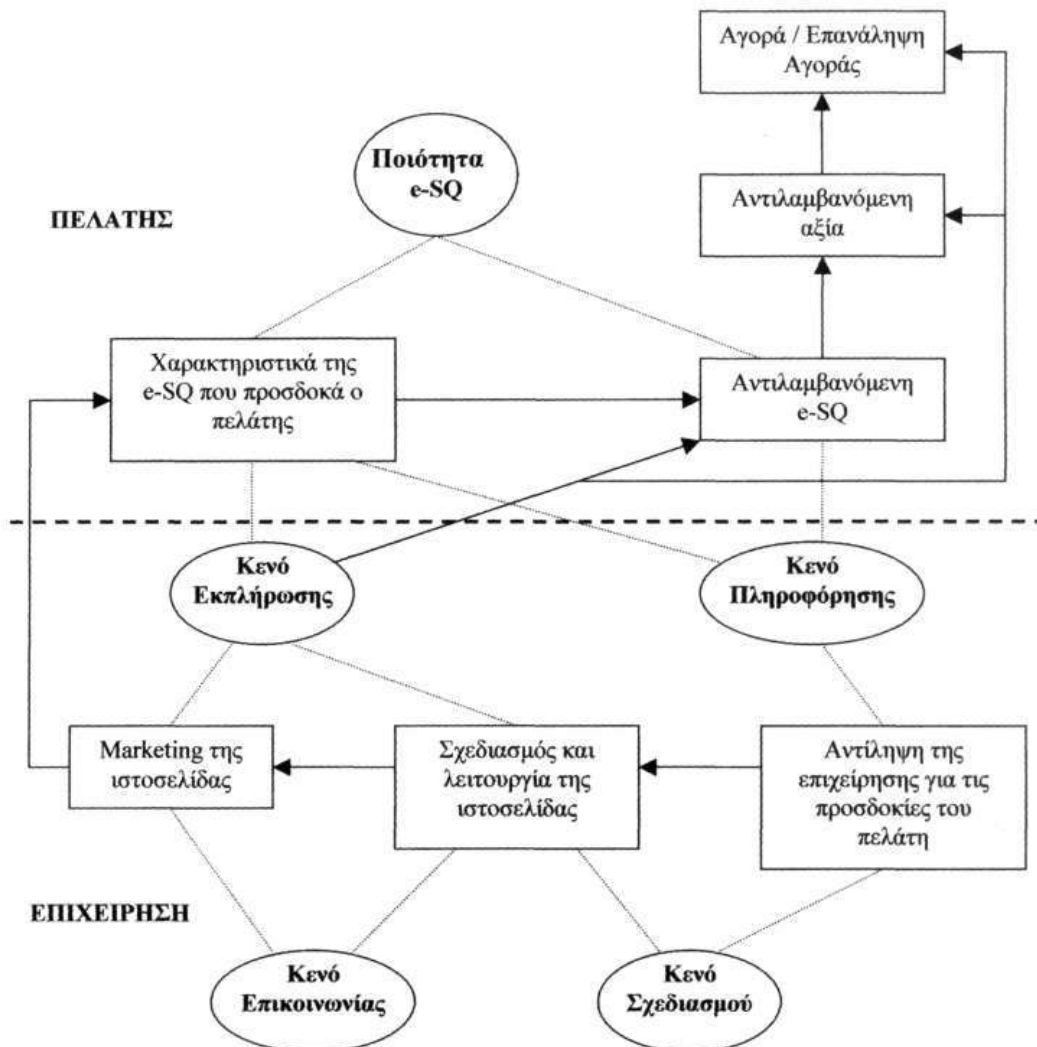 Αγορά / Επανάληψη
Αγοράς
Ποιότητα
e-SQ
ΠΕΛΑΤΗΣ
Αντιλαμβανόμενη
αξία
Χαρακτηριστικά της
e-SQ που προσδοκά ο
πελάτης
Αντιλαμβανόμενη
e-SQ
Κενό
Εκπλήρωσης
Κενό
Πληροφόρησης
Marketing της
ιστοσελίδας
Σχεδιασμός και
λειτουργία της
ιστοσελίδας
Αντίληψη της
επιχείρησης για τις
προσδοκίες του
πελάτη
ΕΠΙΧΕΙΡΗΣΗ
Κενό
Επικοινωνίας
Κενό
Σχεδιασμού